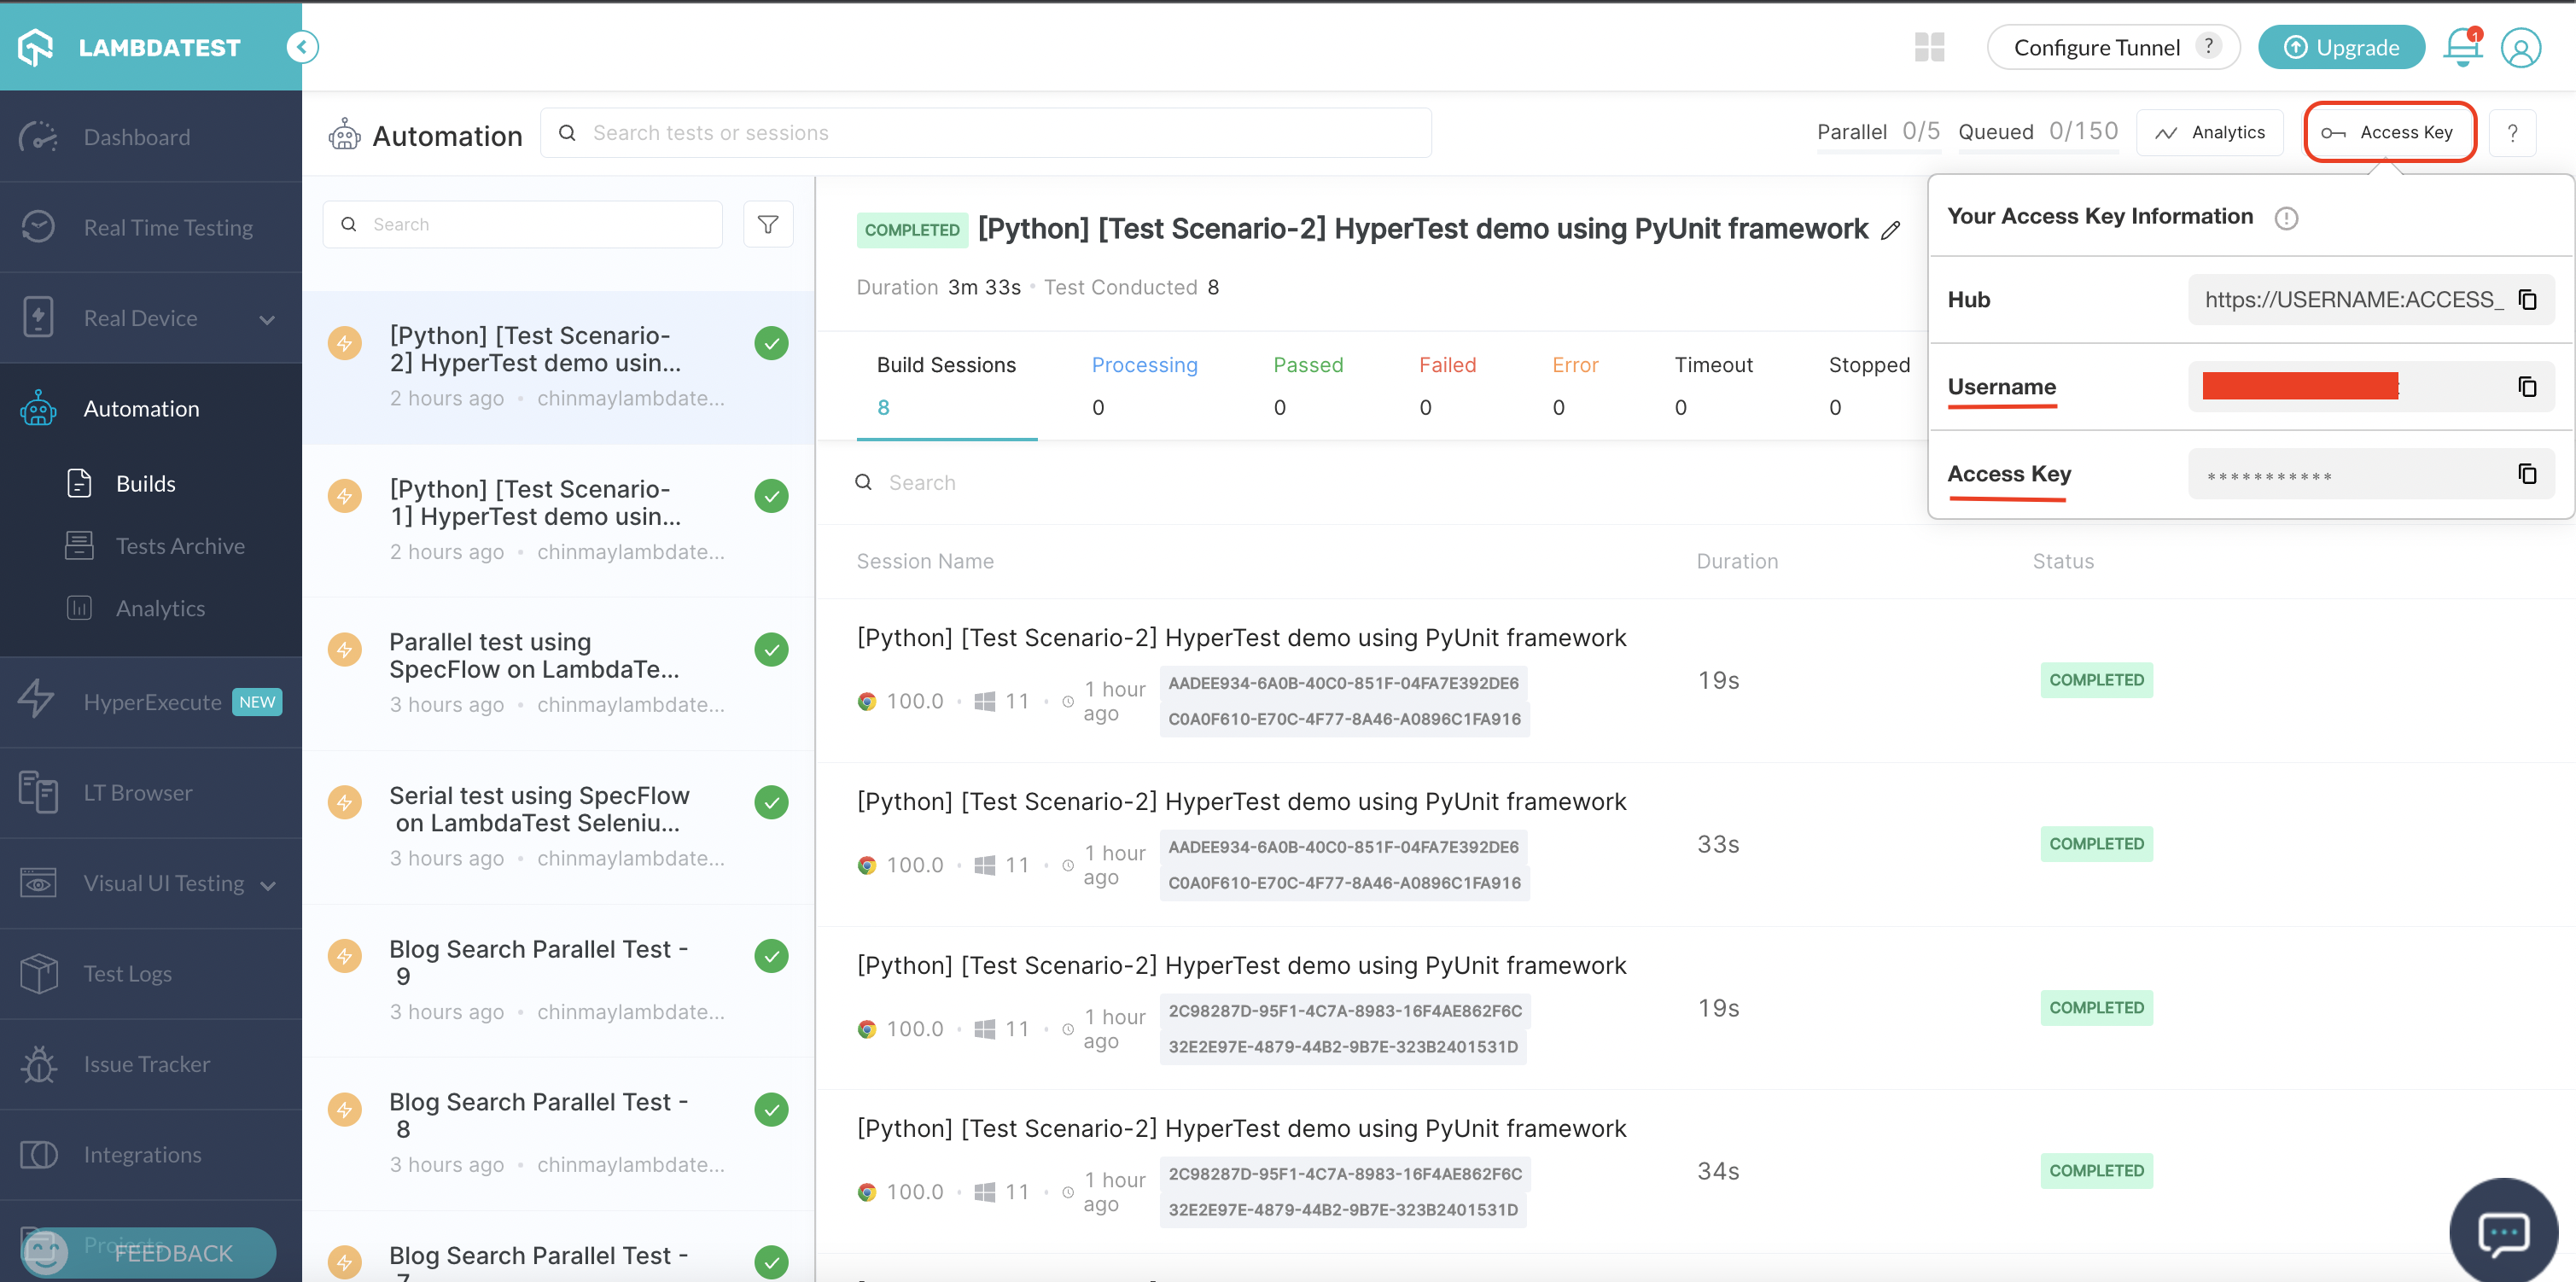 LAMBDATEST
Configure Tunnel ?
Upgrade
1
Dashboard
Real Time Testing
Real Device
Automation
Builds
Tests Archive
Analytics
HyperExecute NEW
LT Browser
Visual UI Testing
Test Logs
Issue Tracker
Integrations
Projects
FEEDBACK
Automation
Search tests or sessions
Parallel 0/5 Queued 0/150
Analytics
Access Key
?
Search
[Python] [Test Scenario-
2] HyperTest demo usin...
2 hours ago • chinmaylambdate...
[Python] [Test Scenario-
1] HyperTest demo usin...
2 hours ago • chinmaylambdate...
Parallel test using
SpecFlow on LambdaTe...
3 hours ago • chinmaylambdate...
Serial test using SpecFlow
on LambdaTest Seleniu...
3 hours ago • chinmaylambdate...
Blog Search Parallel Test -
9
3 hours ago • chinmaylambdate...
Blog Search Parallel Test -
8
3 hours ago • chinmaylambdate...
Blog Search Parallel Test -
7
COMPLETED [Python] [Test Scenario-2] HyperTest demo using PyUnit framework
Duration 3m 33s • Test Conducted 8
Build Sessions Processing Passed Failed Error Timeout Stopped
8 0 0 0 0 0 0
Search
Your Access Key Information
Hub https://USERNAME:ACCESS_
Username
Access Key ***********
Session Name Duration Status
[Python] [Test Scenario-2] HyperTest demo using PyUnit framework
100.0 · 11 · 1 hour ago
AADEE934-6A0B-40C0-851F-04FA7E392DE6
C0A0F610-E70C-4F77-8A46-A0896C1FA916
19s
COMPLETED
[Python] [Test Scenario-2] HyperTest demo using PyUnit framework
100.0 · 11 · 1 hour ago
AADEE934-6A0B-40C0-851F-04FA7E392DE6
C0A0F610-E70C-4F77-8A46-A0896C1FA916
33s
COMPLETED
[Python] [Test Scenario-2] HyperTest demo using PyUnit framework
100.0 · 11 · 1 hour ago
2C98287D-95F1-4C7A-8983-16F4AE862F6C
32E2E97E-4879-44B2-9B7E-323B2401531D
19s
COMPLETED
[Python] [Test Scenario-2] HyperTest demo using PyUnit framework
100.0 · 11 · 1 hour ago
2C98287D-95F1-4C7A-8983-16F4AE862F6C
32E2E97E-4879-44B2-9B7E-323B2401531D
34s
COMPLETED